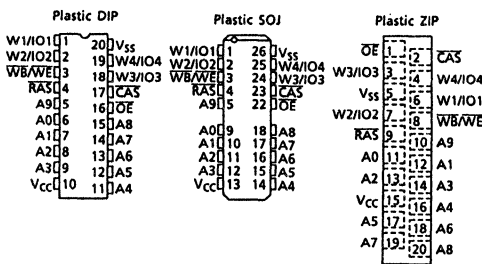 Plastic DIP
W1/IO1 1 20 VSS
W2/IO2 2 19 W4/IO4
WB/WE 3 18 W3/IO3
RAS 4 17 CAS
A9 5 16 OE
A0 6 15 A8
A1 7 14 A7
A2 8 13 A6
A3 9 12 A5
VCC 10 11 A4
Plastic SOJ
W1/IO1 1 26 VSS
W2/IO2 2 25 W4/IO4
WB/WE 3 24 W3/IO3
RAS 4 23 CAS
A9 5 22 OE
A0 9 18 A8
A1 10 17 A7
A2 11 16 A6
A3 12 15 A5
VCC 13 14 A4
Plastic ZIP
OE 1
2 CAS
W3/IO3 3
4 W4/IO4
VSS 5
6 W1/IO1
W2/IO2 7
8 WB/WE
RAS 9
10 A9
A0 11
12 A1
A2 13
14 A3
VCC 15
16 A4
A5 17
18 A6
A7 19
20 A8